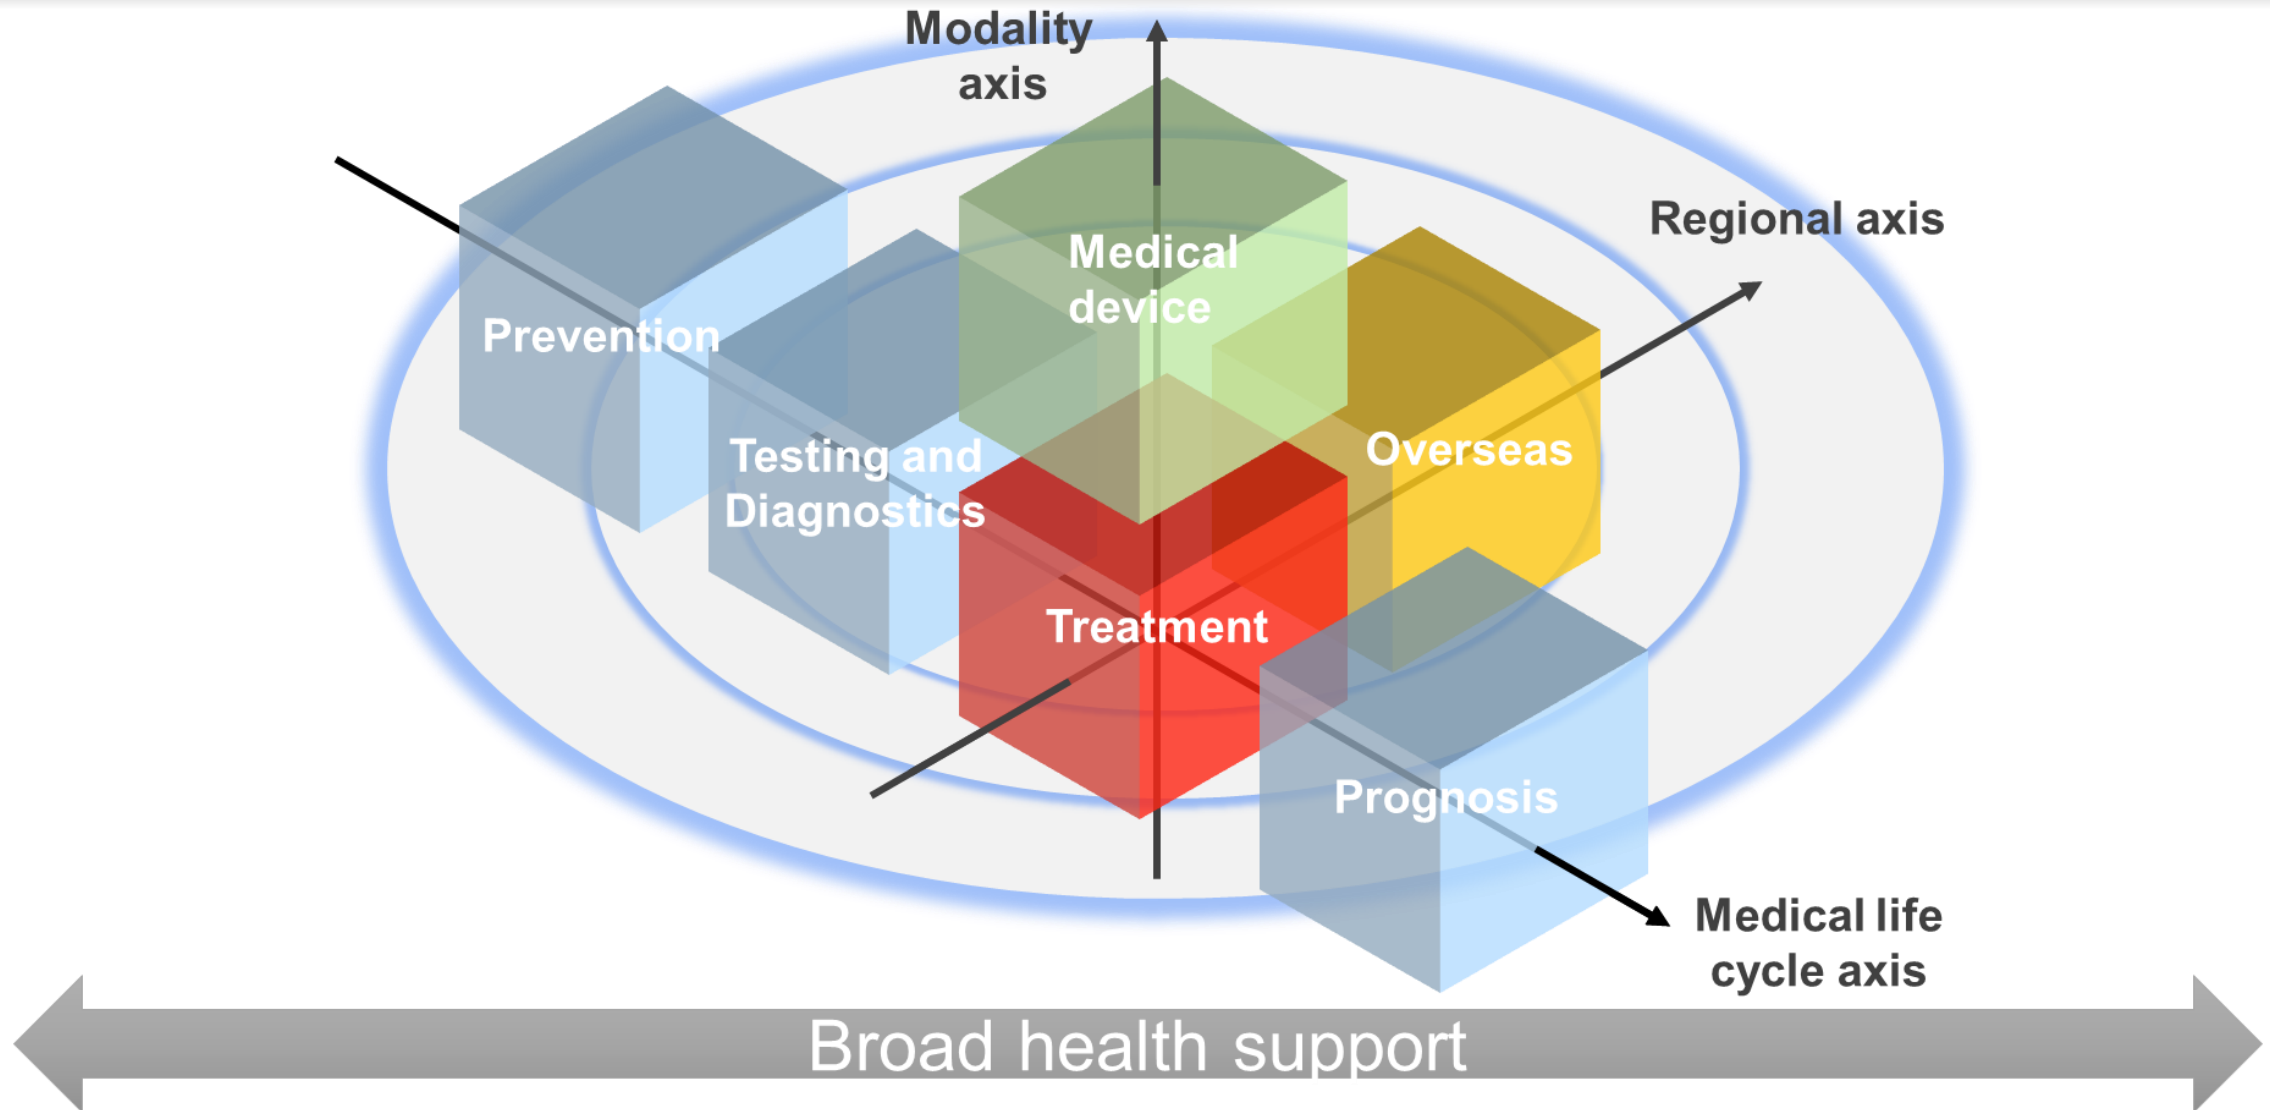 Modality
axis
Regional axis
Medical
device
Prevention
Overseas
Testing and
Diagnostics
Treatment
Prognosis
Medical life
cycle axis
Broad health support